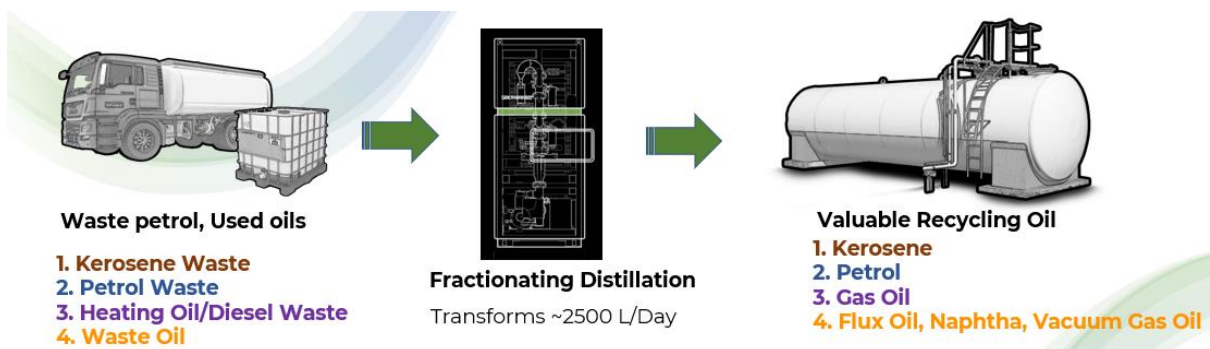 Waste petrol, Used oils
1. Kerosene Waste
2. Petrol Waste
3. Heating Oil/Diesel Waste
4. Waste Oil
Fractionating Distillation
Transforms ~2500 L/Day
Valuable Recycling Oil
1. Kerosene
2. Petrol
3. Gas Oil
4. Flux Oil, Naphtha, Vacuum Gas Oil